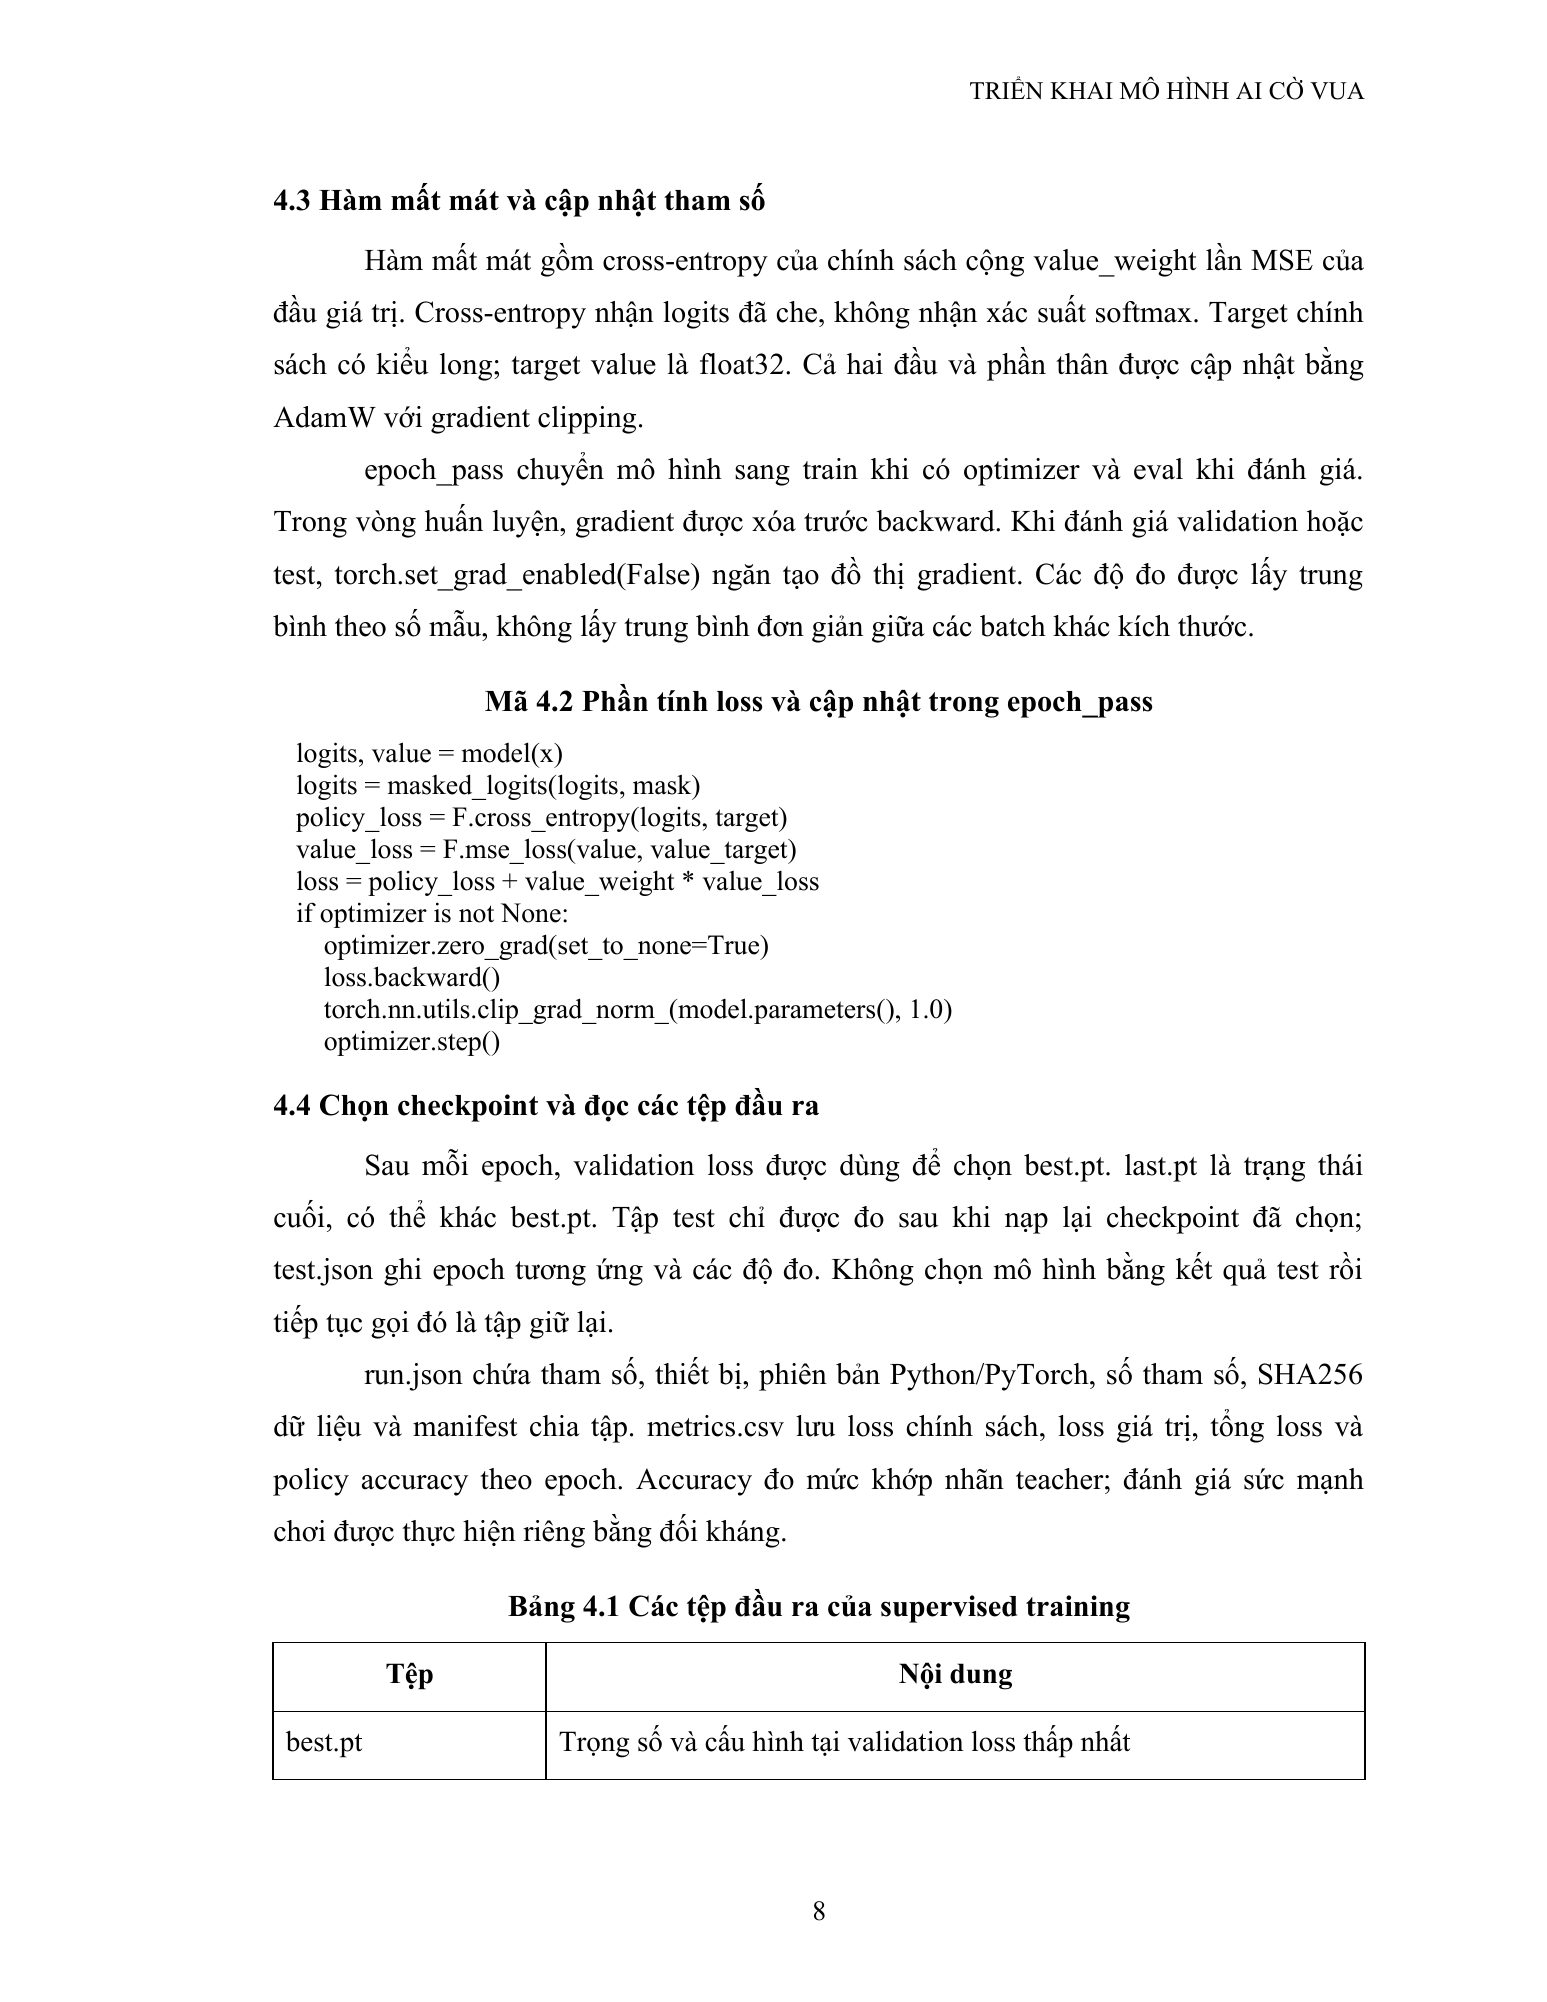 TRIỂN KHAI MÔ HÌNH AI CỜ VUA
4.3 Hàm mất mát và cập nhật tham số
Hàm mất mát gồm cross-entropy của chính sách cộng value_weight lần MSE của
đầu giá trị. Cross-entropy nhận logits đã che, không nhận xác suất softmax. Target chính
sách có kiểu long; target value là float32. Cả hai đầu và phần thân được cập nhật bằng
AdamW với gradient clipping.
epoch_pass chuyển mô hình sang train khi có optimizer và eval khi đánh giá.
Trong vòng huấn luyện, gradient được xóa trước backward. Khi đánh giá validation hoặc
test, torch.set_grad_enabled(False) ngăn tạo đồ thị gradient. Các độ đo được lấy trung
bình theo số mẫu, không lấy trung bình đơn giản giữa các batch khác kích thước.
Mã 4.2 Phần tính loss và cập nhật trong epoch_pass
logits, value = model(x)
logits = masked_logits(logits, mask)
policy_loss = F.cross_entropy(logits, target)
value_loss = F.mse_loss(value, value_target)
loss = policy_loss + value_weight * value_loss
if optimizer is not None:
optimizer.zero_grad(set_to_none=True)
loss.backward()
torch.nn.utils.clip_grad_norm_(model.parameters(), 1.0)
optimizer.step()
4.4 Chọn checkpoint và đọc các tệp đầu ra
Sau mỗi epoch, validation loss được dùng để chọn best.pt. last.pt là trạng thái
cuối, có thể khác best.pt. Tập test chỉ được đo sau khi nạp lại checkpoint đã chọn;
test.json ghi epoch tương ứng và các độ đo. Không chọn mô hình bằng kết quả test rồi
tiếp tục gọi đó là tập giữ lại.
run.json chứa tham số, thiết bị, phiên bản Python/PyTorch, số tham số, SHA256
dữ liệu và manifest chia tập. metrics.csv lưu loss chính sách, loss giá trị, tổng loss và
policy accuracy theo epoch. Accuracy đo mức khớp nhãn teacher; đánh giá sức mạnh
chơi được thực hiện riêng bằng đối kháng.
Bảng 4.1 Các tệp đầu ra của supervised training
Tệp
Nội dung
best.pt
Trọng số và cấu hình tại validation loss thấp nhất
8